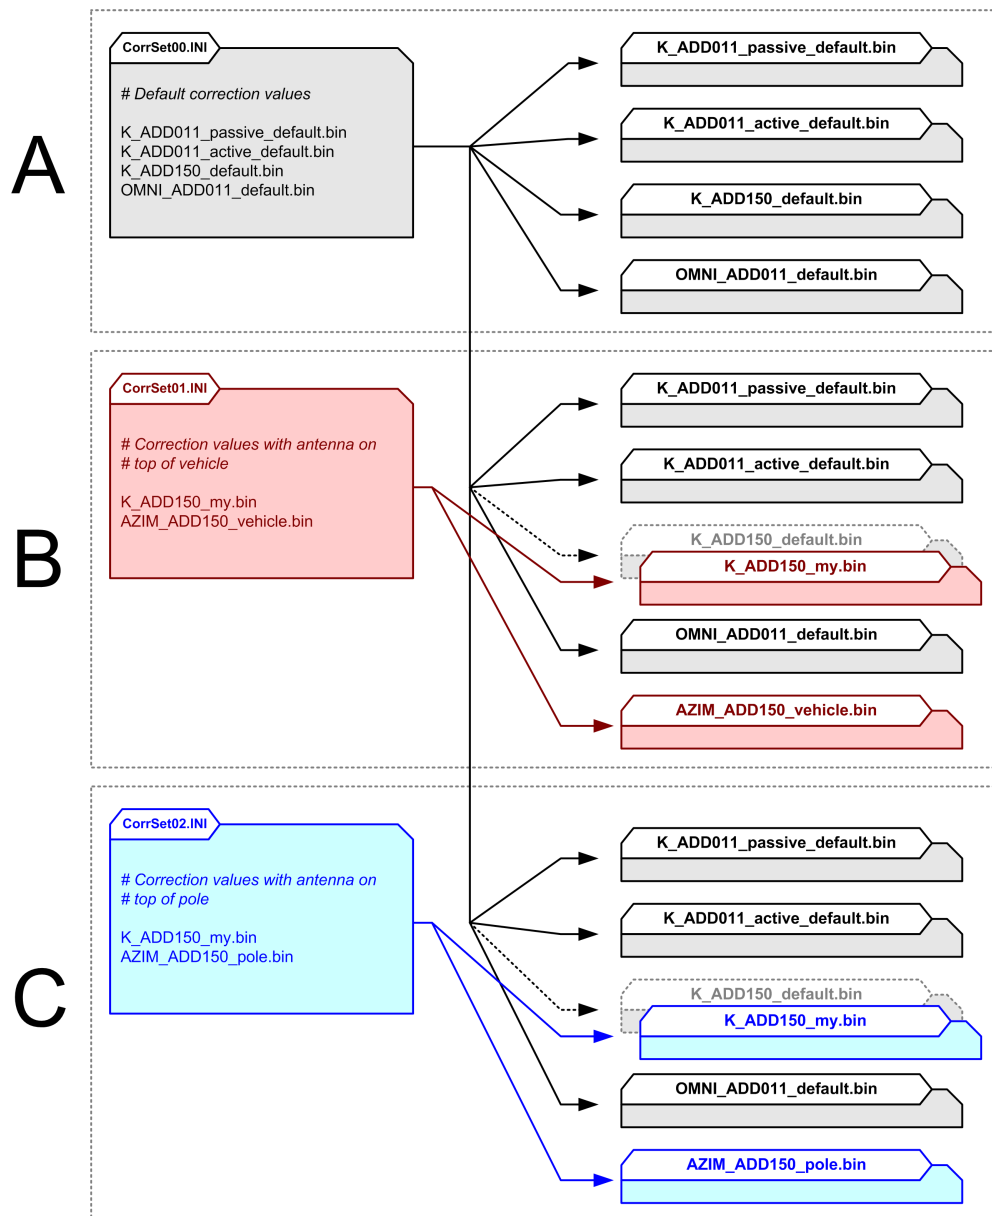 A
CorrSet00.INI
# Default correction values
K_ADD011_passive_default.bin
K_ADD011_active_default.bin
K_ADD150_default.bin
OMNI_ADD011_default.bin
K_ADD011_passive_default.bin
K_ADD011_active_default.bin
K_ADD150_default.bin
OMNI_ADD011_default.bin
B
CorrSet01.INI
# Correction values with antenna on
# top of vehicle
K_ADD150_my.bin
AZIM_ADD150_vehicle.bin
K_ADD011_passive_default.bin
K_ADD011_active_default.bin
K_ADD150_default.bin
K_ADD150_my.bin
OMNI_ADD011_default.bin
AZIM_ADD150_vehicle.bin
C
CorrSet02.INI
# Correction values with antenna on
# top of pole
K_ADD150_my.bin
AZIM_ADD150_pole.bin
K_ADD011_passive_default.bin
K_ADD011_active_default.bin
K_ADD150_default.bin
K_ADD150_my.bin
OMNI_ADD011_default.bin
AZIM_ADD150_pole.bin